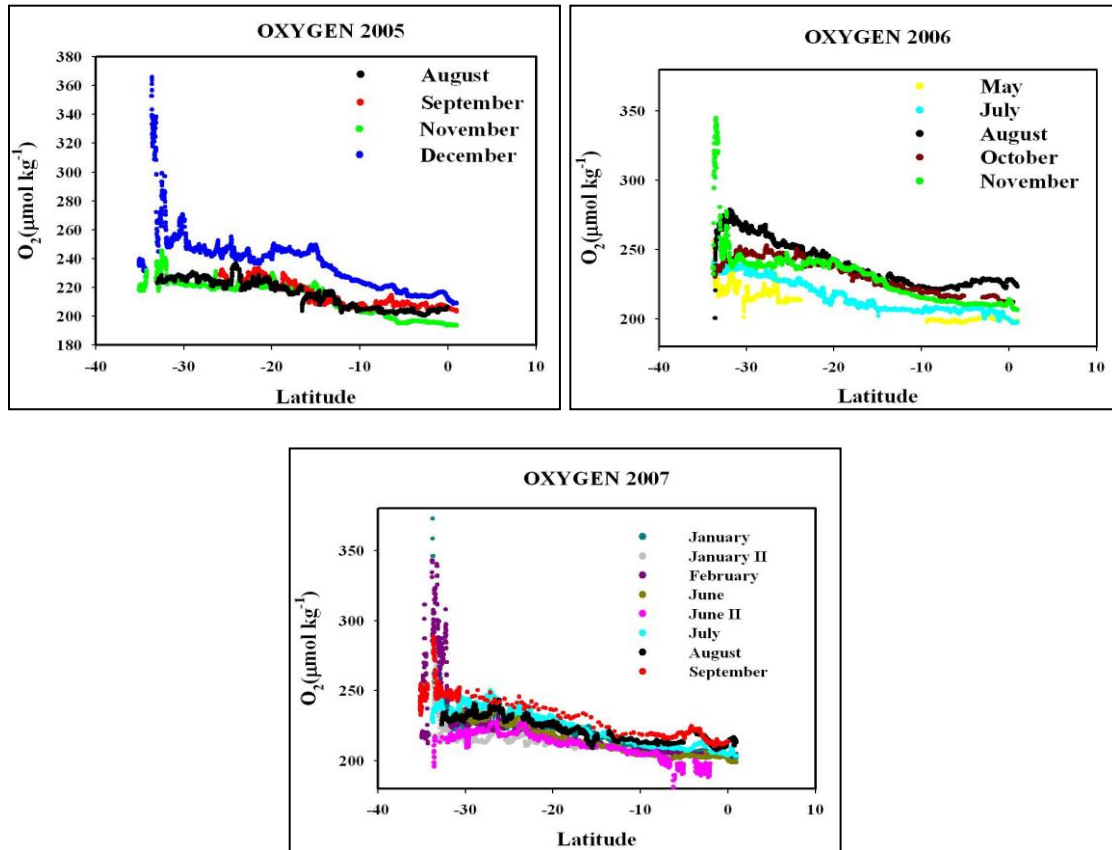 OXYGEN 2005
380
360
340
320
300
280
260
240
220
200
180
O₂(µmol kg⁻¹)
August
September
November
December
-40 -30 -20 -10 0 10
Latitude
OXYGEN 2006
350
300
250
200
O₂(µmol kg⁻¹)
May
July
August
October
November
-40 -30 -20 -10 0 10
Latitude
OXYGEN 2007
350
300
250
200
O₂(µmol kg⁻¹)
January
January II
February
June
June II
July
August
September
-40 -30 -20 -10 0 10
Latitude